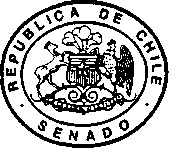 REPUBLICA DE CHILE
SENADO